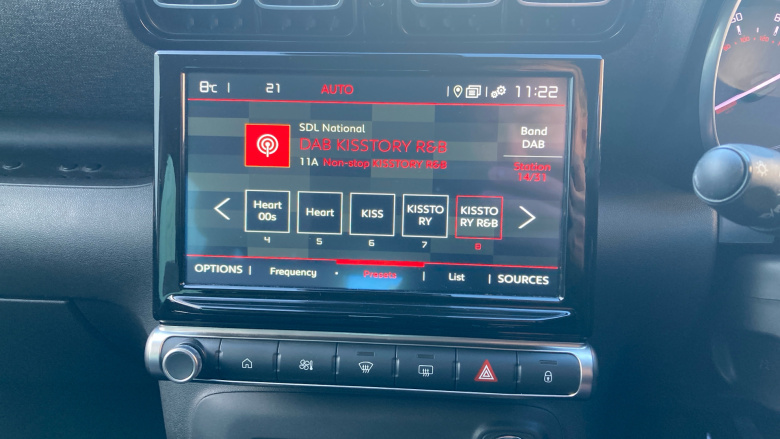 8°C 21 AUTO 11:22
SDL National
DAB KISSTORY R&B
11A Non-stop KISSTORY R&B
Band
DAB
Station
14/31
Heart
00s
Heart
KISS
KISSTO
RY
KISSTO
RY R&B
4 5 6 7 8
OPTIONS Frequency Presets List SOURCES